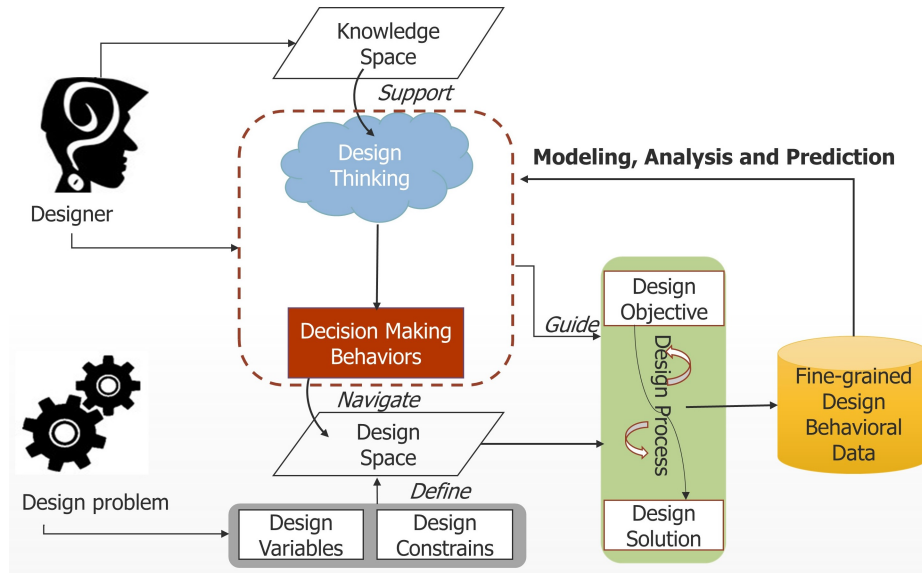 Knowledge
Space
Support
Design
Thinking
Modeling, Analysis and Prediction
Designer
Design
Objective
Guide
Decision Making
Behaviors
Design Process
Fine-grained
Design
Behavioral
Data
Navigate
Design
Space
Design problem
Define
Design
Variables
Design
Constrains
Design
Solution